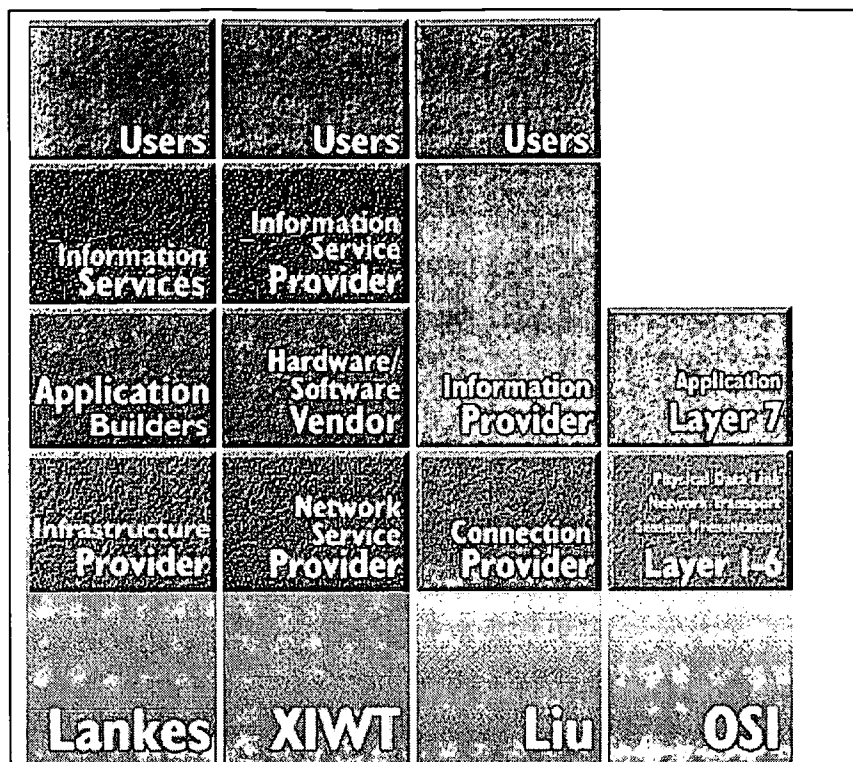 Users
Users
Users
Information
Services
Information
Service
Provider
Application
Builders
Hardware/
Software
Vendor
Information
Provider
Application
Layer 7
Infrastructure
Provider
Network
Service
Provider
Connection
Provider
Physical Data Link
Network Transport
Session Presentation
Layer 1-6
Lankes
XIWT
Liu
OSI